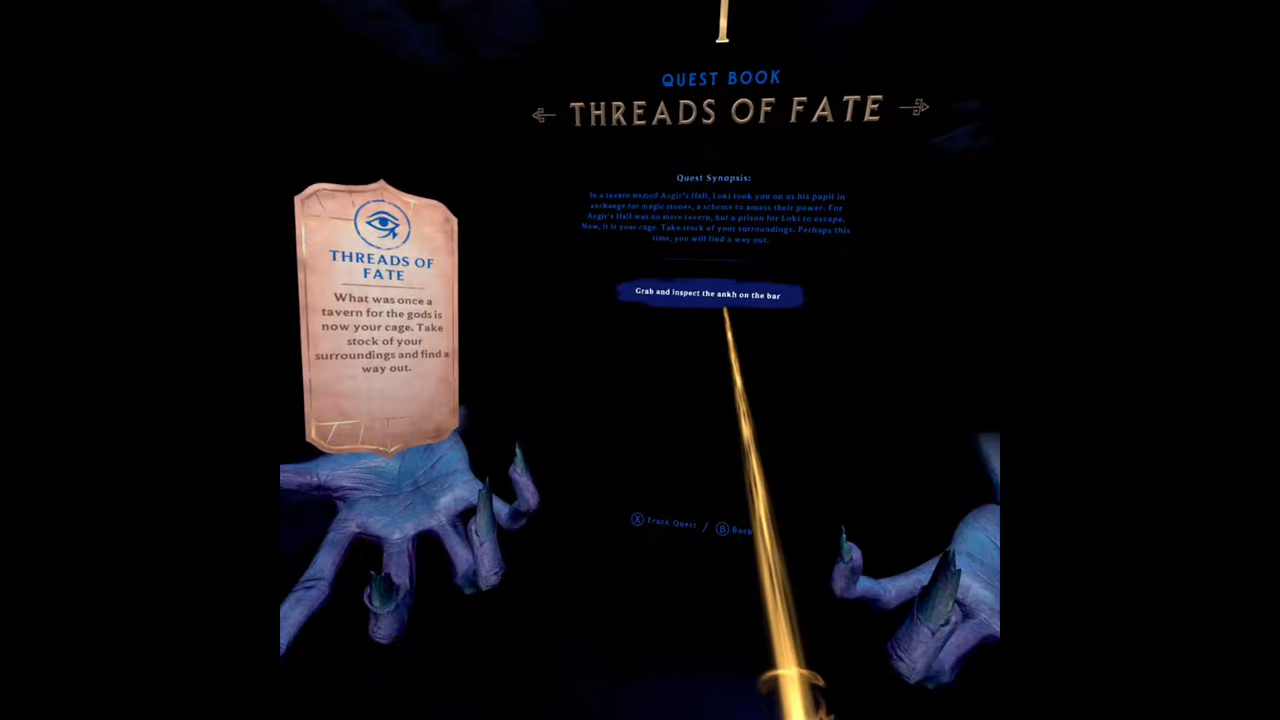 QUEST BOOK
THREADS OF FATE
Quest Synopsis:
In a tavern named Aegir's Hall, Loki took you on as his pupil in
exchange for magic stones, a scheme to amass their power. For
Aegir's Hall was no mere tavern, but a prison for Loki to escape.
Now, it is your cage. Take stock of your surroundings. Perhaps this
time, you will find a way out.
Grab and inspect the ankh on the bar
X Track Quest / B Back
THREADS OF
FATE
What was once a
tavern for the gods is
now your cage. Take
stock of your
surroundings and find a
way out.